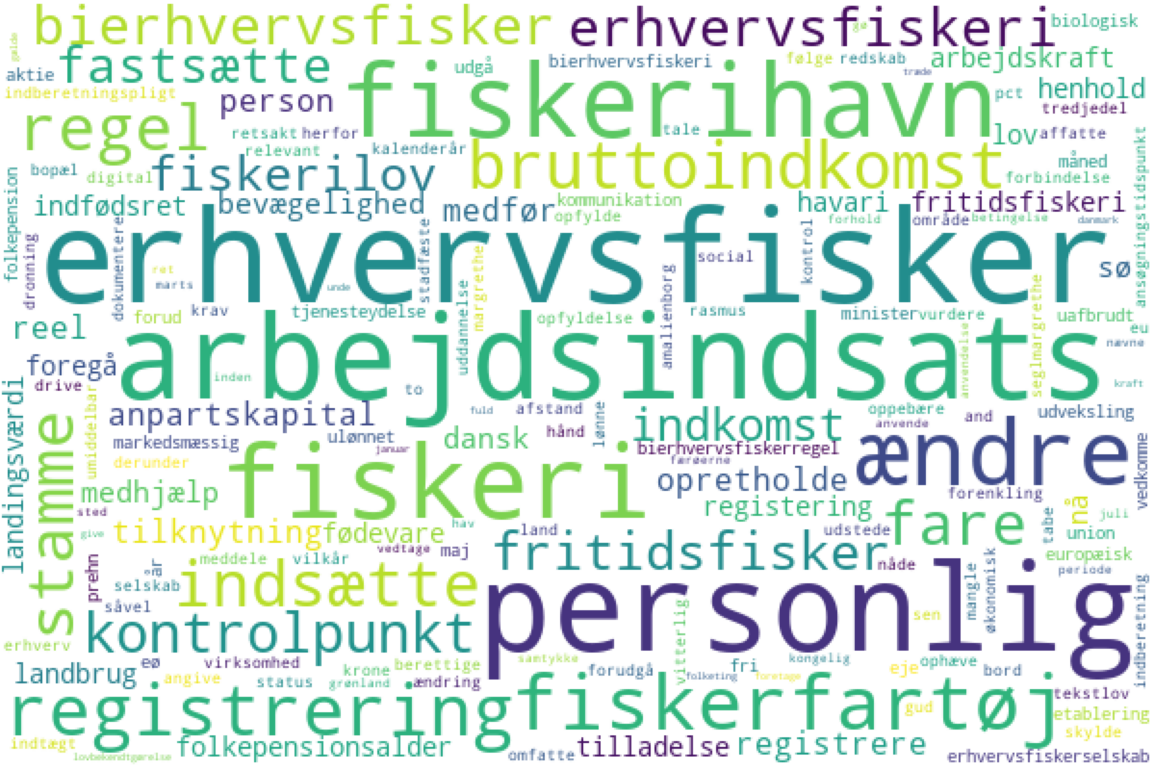 bierhvervsfisker erhvervsfiskeri biologisk
gælde gø
aktie fastsætte udgå bierhvervsfiskeri følge redskab arbejdskraft
indberetningspligt person fiskerihavn træde pct henhold
regel tredjedel
retsakt herfor tale lov affatte
relevant kalenderår bruttoindkomst måned
bopæl digital fiskerilov forbindelse
folkepension indfødsret bevægelighed medfør kommunikation havari fritidsfiskeri ansøgningstidspunkt
opfylde forhold område betingelse danmark
dronning dokumentere erhvervsfisker stadfæste kontrol
ret social sø
marts unde margrethe amalienborg seglmargrethe
reel forud krav tjenesteydelse uddannelse opfyldelse rasmus minister vurdere uafbrudt
eu
foregå arbejdsindsats anvendelse nævne
drive inden to kraft
landingsværdi umiddelbar anpartskapital fuld afstand lønne indkomst oppebære and udveksling
stamme markedsmæssig ulønnet dansk hånd anvende ændre
derunder januar fiskeri bierhvervsfiskerregel vedkomme
færøerne
medhjælp opretholde forenkling
sted registering nå juli
tilknytning fødevare hav land udstede fare tabe union
give vedtage maj fritidsfisker europæisk
prehn år meddele vilkår nåde periode
selskab indsætte personlig mangle økonomisk indberetning
såvel sen
kontrolpunkt vitterlig
erhverv
landbrug eø virksomhed krone berettige samtykke forudgå fri kongelig eje ophæve bord
angive status grønland ændring folketing foretage
registrering fiskerfartøj tekstlov
gud etablering
indtægt skylde
folkepensionsalder omfatte tilladelse registrere
lovbekendtgørelse erhvervsfiskerselskab